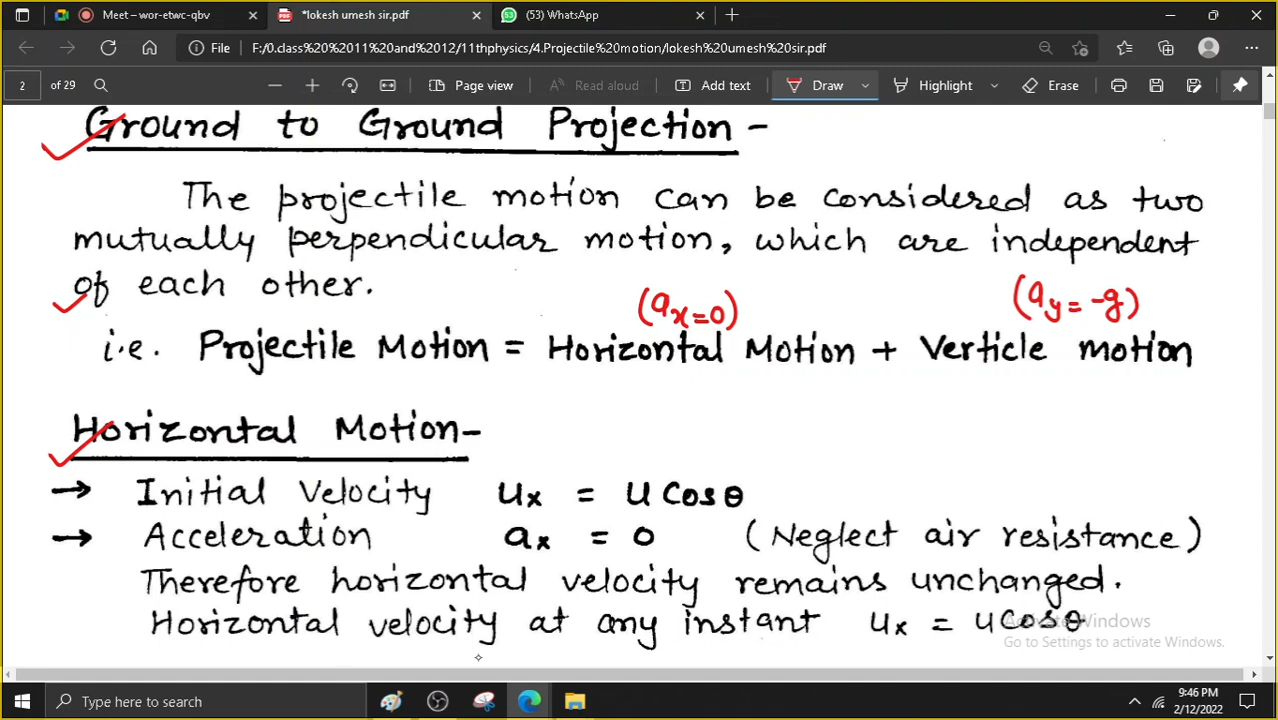 Meet – wor-etwc-qbv
*lokesh umesh sir.pdf
(53) WhatsApp
File
F:/0.class%20%2011%20and%2012/11thphysics/4.Projectile%20motion/lokesh%20umesh%20sir.pdf
2 of 29
Page view
Read aloud
Add text
Draw
Highlight
Erase
Ground to Ground Projection -
The projectile motion can be considered as two
mutually perpendicular motion, which are independent
of each other.
(ax=0) (ay= -g)
i.e. Projectile Motion = Horizontal Motion + Verticle motion
Horizontal Motion-
→ Initial Velocity ux = u Cosθ
→ Acceleration ax = 0 (Neglect air resistance)
Therefore horizontal velocity remains unchanged.
Horizontal velocity at any instant ux = u Cosθ
Activate Windows
Go to Settings to activate Windows.
Type here to search
9:46 PM
2/12/2022